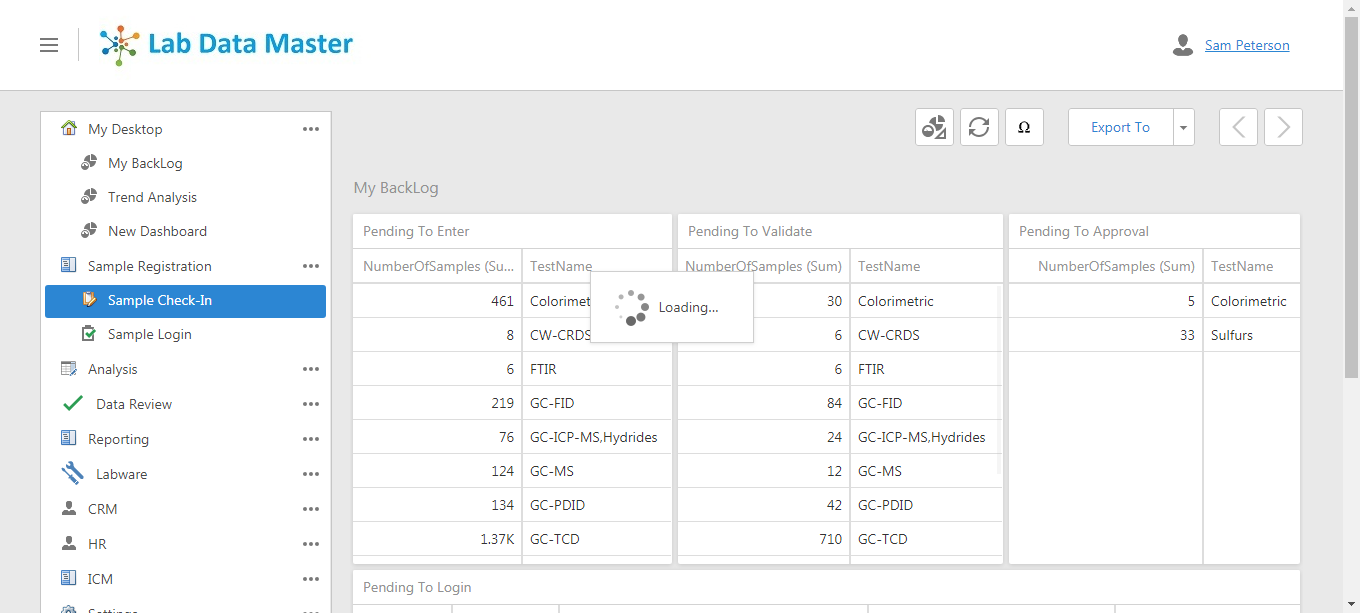 Lab Data Master
Sam Peterson
My Desktop
My BackLog
Trend Analysis
New Dashboard
Sample Registration
Sample Check-In
Sample Login
Analysis
Data Review
Reporting
Labware
CRM
HR
ICM
Settings
Ω
Export To
My BackLog
Pending To Enter
NumberOfSamples (Su... TestName
461 Colorimet
8 CW-CRDS
6 FTIR
219 GC-FID
76 GC-ICP-MS,Hydrides
124 GC-MS
134 GC-PDID
1.37K GC-TCD
Loading...
Pending To Validate
NumberOfSamples (Sum) TestName
30 Colorimetric
6 CW-CRDS
6 FTIR
84 GC-FID
24 GC-ICP-MS,Hydrides
12 GC-MS
42 GC-PDID
710 GC-TCD
Pending To Approval
NumberOfSamples (Sum) TestName
5 Colorimetric
33 Sulfurs
Pending To Login